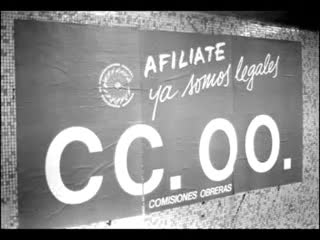 AFILIATE
ya somos legales
CC. OO.
COMISIONES OBRERAS